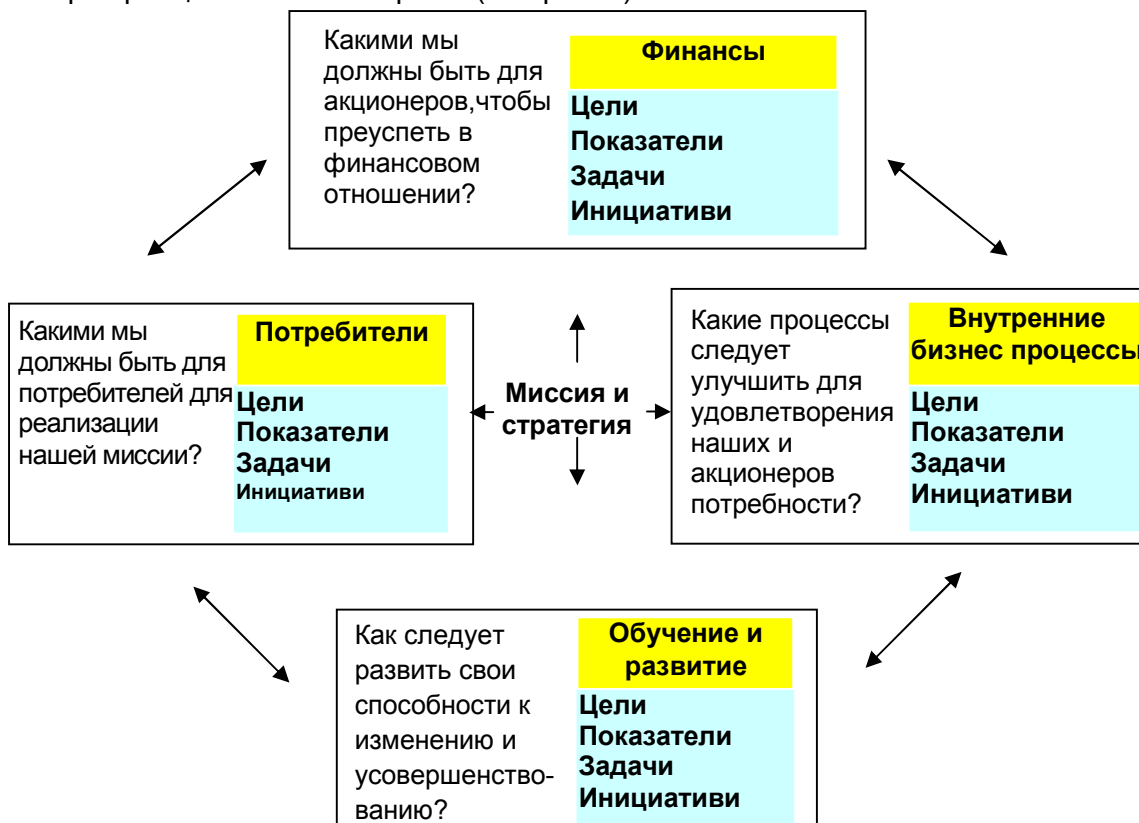 Какими мы
должны быть для
акционеров,чтобы
преуспеть в
финансовом
отношении?
Финансы
Цели
Показатели
Задачи
Инициативи
Какими мы
должны быть для
потребителей для
реализации
нашей миссии?
Потребители
Цели
Показатели
Задачи
Инициативи
Миссия и
стратегия
Какие процессы
следует
улучшить для
удовлетворения
наших и
акционеров
потребности?
Внутренние
бизнес процессы
Цели
Показатели
Задачи
Инициативи
Как следует
развить свои
способности к
изменению и
усовершенство-
ванию?
Обучение и
развитие
Цели
Показатели
Задачи
Инициативи